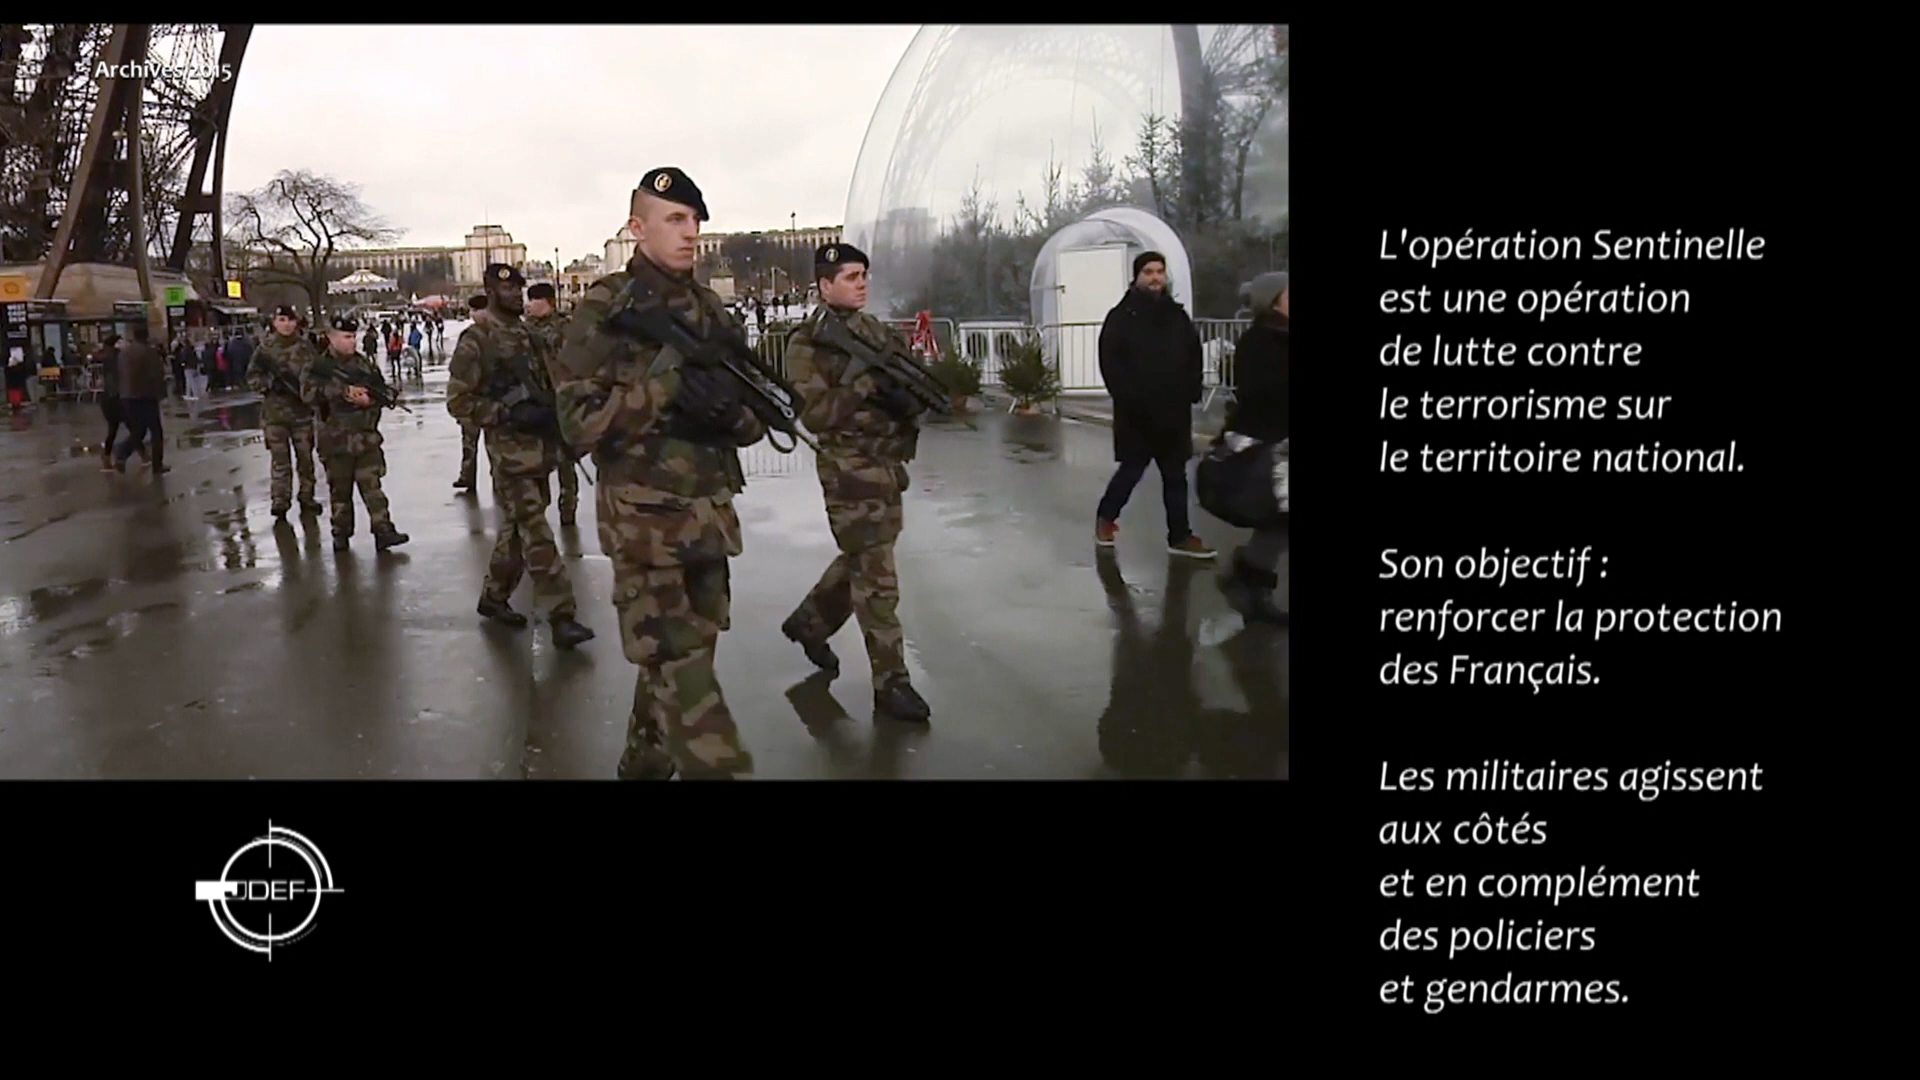 Archives 2015
L'opération Sentinelle
est une opération
de lutte contre
le terrorisme sur
le territoire national.
Son objectif :
renforcer la protection
des Français.
Les militaires agissent
aux côtés
et en complément
des policiers
et gendarmes.
JDEF